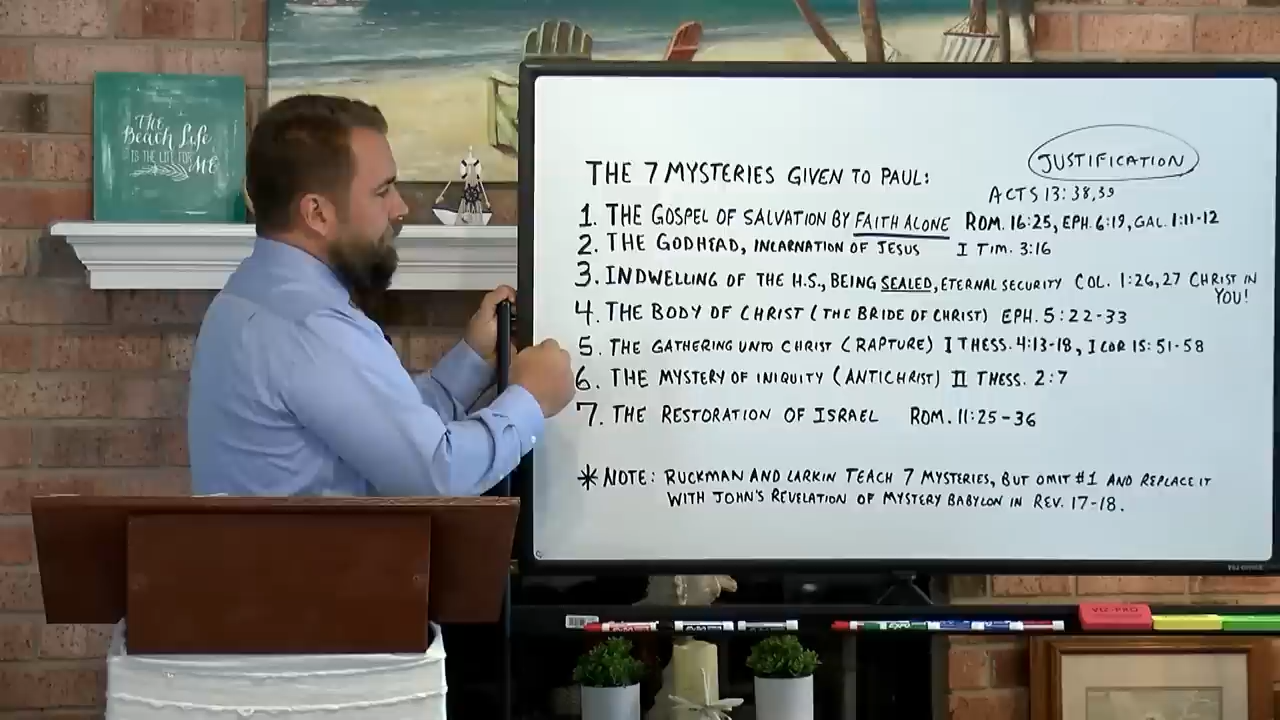 The
Beach Life
IS THE LIFE FOR
Me
JUSTIFICATION
THE 7 MYSTERIES GIVEN TO PAUL:
ACTS 13:38,39
1. THE GOSPEL OF SALVATION BY FAITH ALONE ROM. 16:25, EPH. 6:19, GAL. 1:11-12
2. THE GODHEAD, INCARNATION OF JESUS I TIM. 3:16
3. INDWELLING OF THE H.S., BEING SEALED, ETERNAL SECURITY COL. 1:26,27 CHRIST IN
YOU!
4. THE BODY OF CHRIST (THE BRIDE OF CHRIST) EPH. 5:22-33
5. THE GATHERING UNTO CHRIST (RAPTURE) I THESS. 4:13-18, I COR 15:51-58
6. THE MYSTERY OF INIQUITY (ANTICHRIST) II THESS. 2:7
7. THE RESTORATION OF ISRAEL ROM. 11:25-36
* NOTE: RUCKMAN AND LARKIN TEACH 7 MYSTERIES, BUT OMIT #1 AND REPLACE IT
WITH JOHN'S REVELATION OF MYSTERY BABYLON IN REV. 17-18.